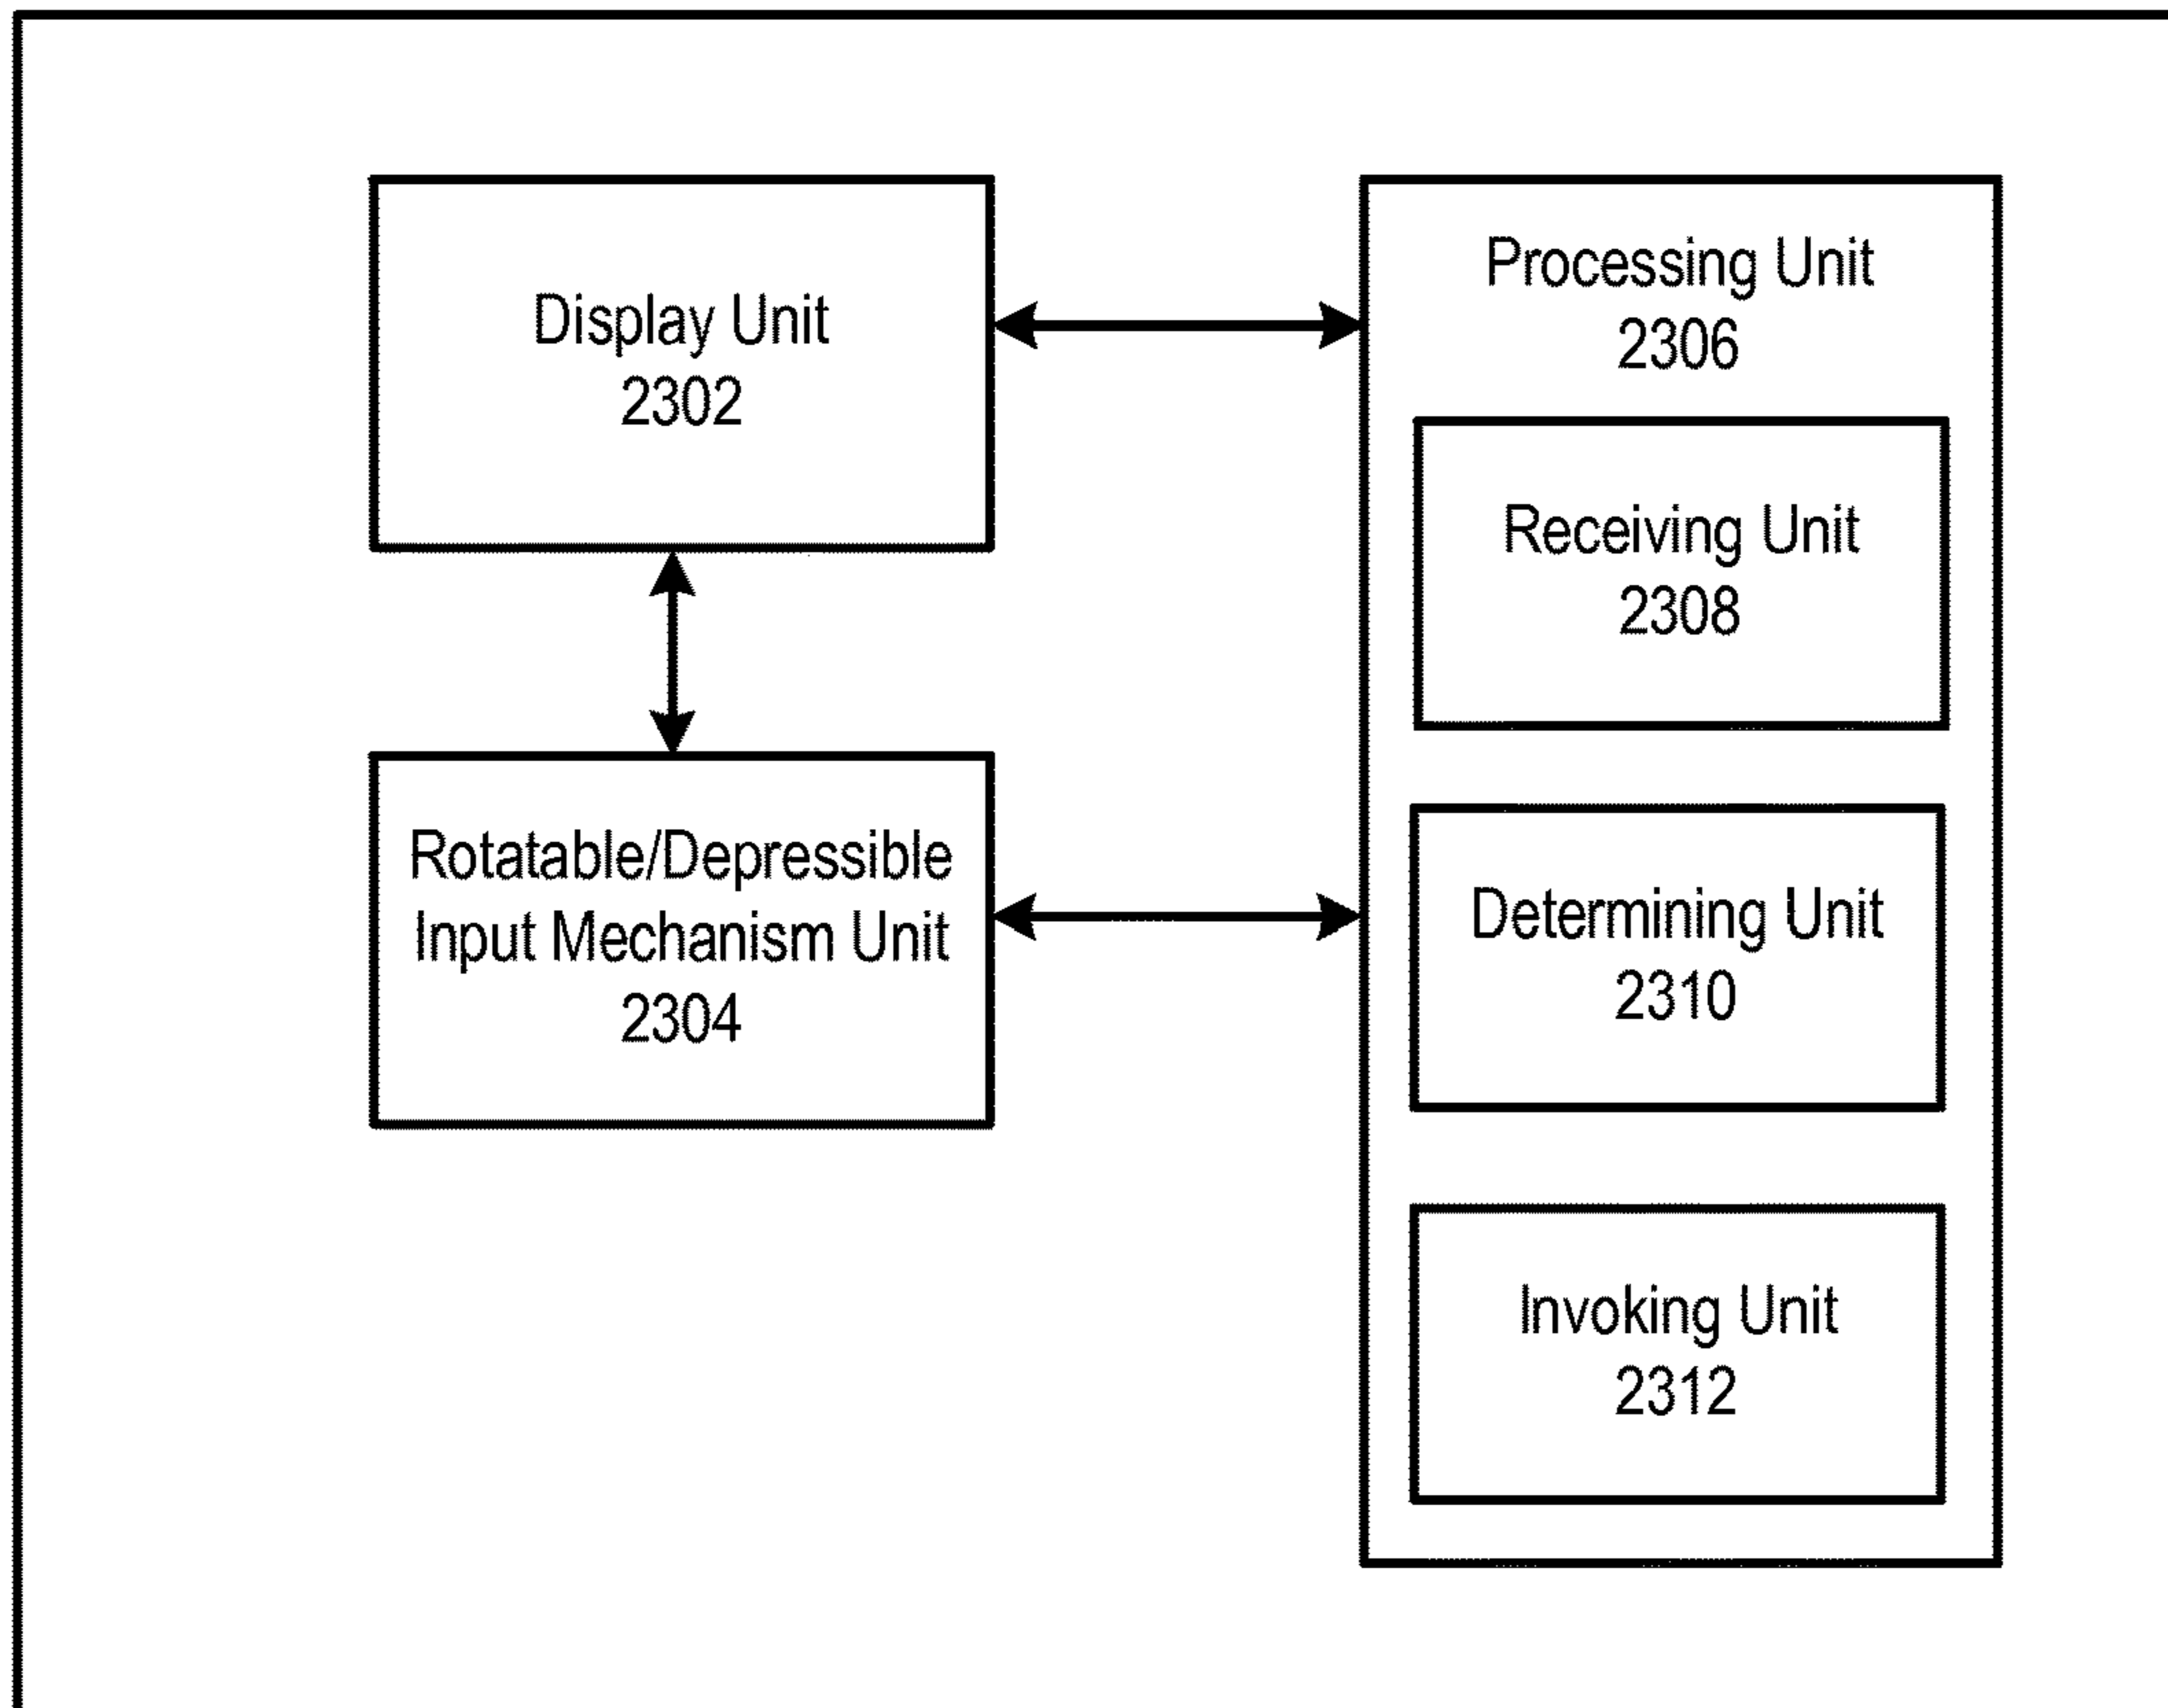 Display Unit
2302
Rotatable/Depressible
Input Mechanism Unit
2304
Processing Unit
2306
Receiving Unit
2308
Determining Unit
2310
Invoking Unit
2312